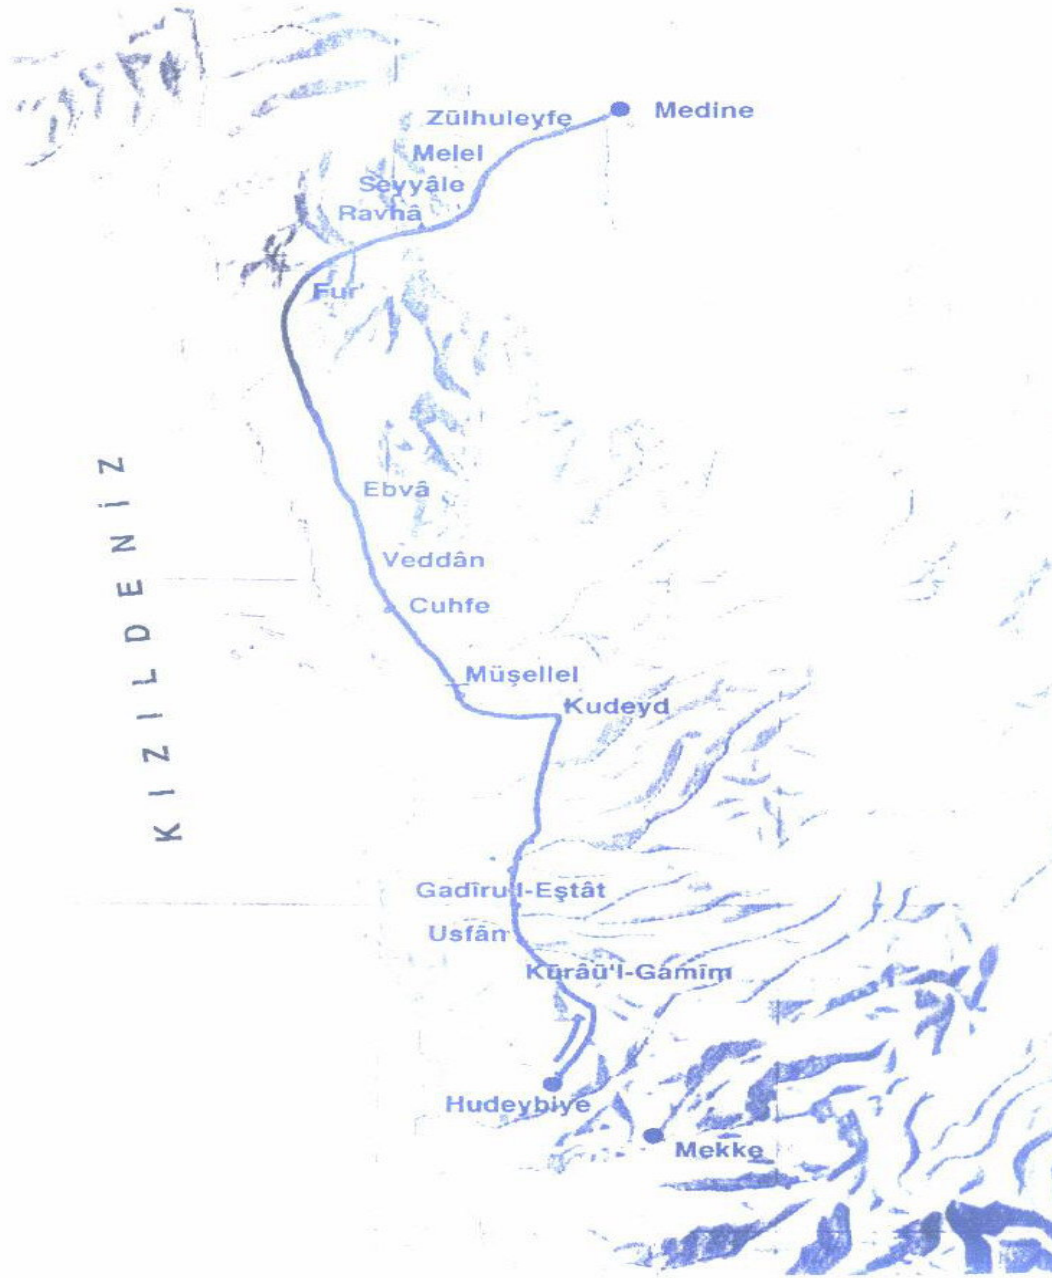 Medine
Zülhuleyfe
Melel
Seyyâle
Ravhâ
Fur'
Ebvâ
Veddân
Cuhfe
Müşellel
Kudeyd
Gadîru'l-Eştât
Usfân
Kürâü'l-Gamîm
Hudeybiye
Mekke
KIZILDENİZ